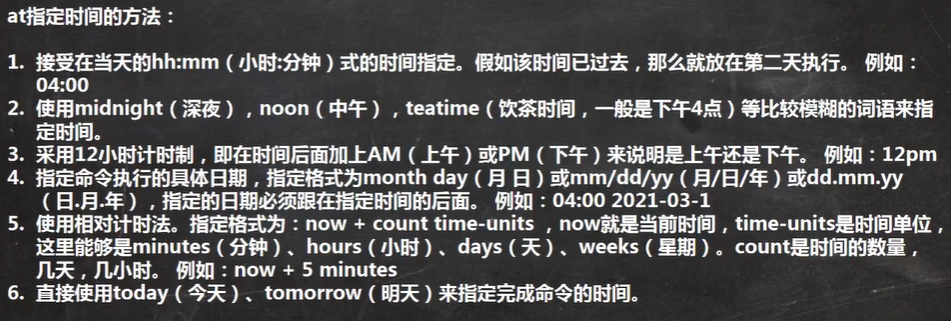 at指定时间的方法：
1. 接受在当天的hh:mm（小时:分钟）式的时间指定。假如该时间已过去，那么就放在第二天执行。 例如：
04:00
2. 使用midnight（深夜），noon（中午），teatime（饮茶时间，一般是下午4点）等比较模糊的词语来指
定时间。
3. 采用12小时计时制，即在时间后面加上AM（上午）或PM（下午）来说明是上午还是下午。 例如：12pm
4. 指定命令执行的具体日期，指定格式为month day（月 日）或mm/dd/yy（月/日/年）或dd.mm.yy
（日.月.年），指定的日期必须跟在指定时间的后面。 例如：04:00 2021-03-1
5. 使用相对计时法。指定格式为：now + count time-units ，now就是当前时间，time-units是时间单位，
这里能够是minutes（分钟）、hours（小时）、days（天）、weeks（星期）。count是时间的数量，
几天，几小时。 例如：now + 5 minutes
6. 直接使用today（今天）、tomorrow（明天）来指定完成命令的时间。